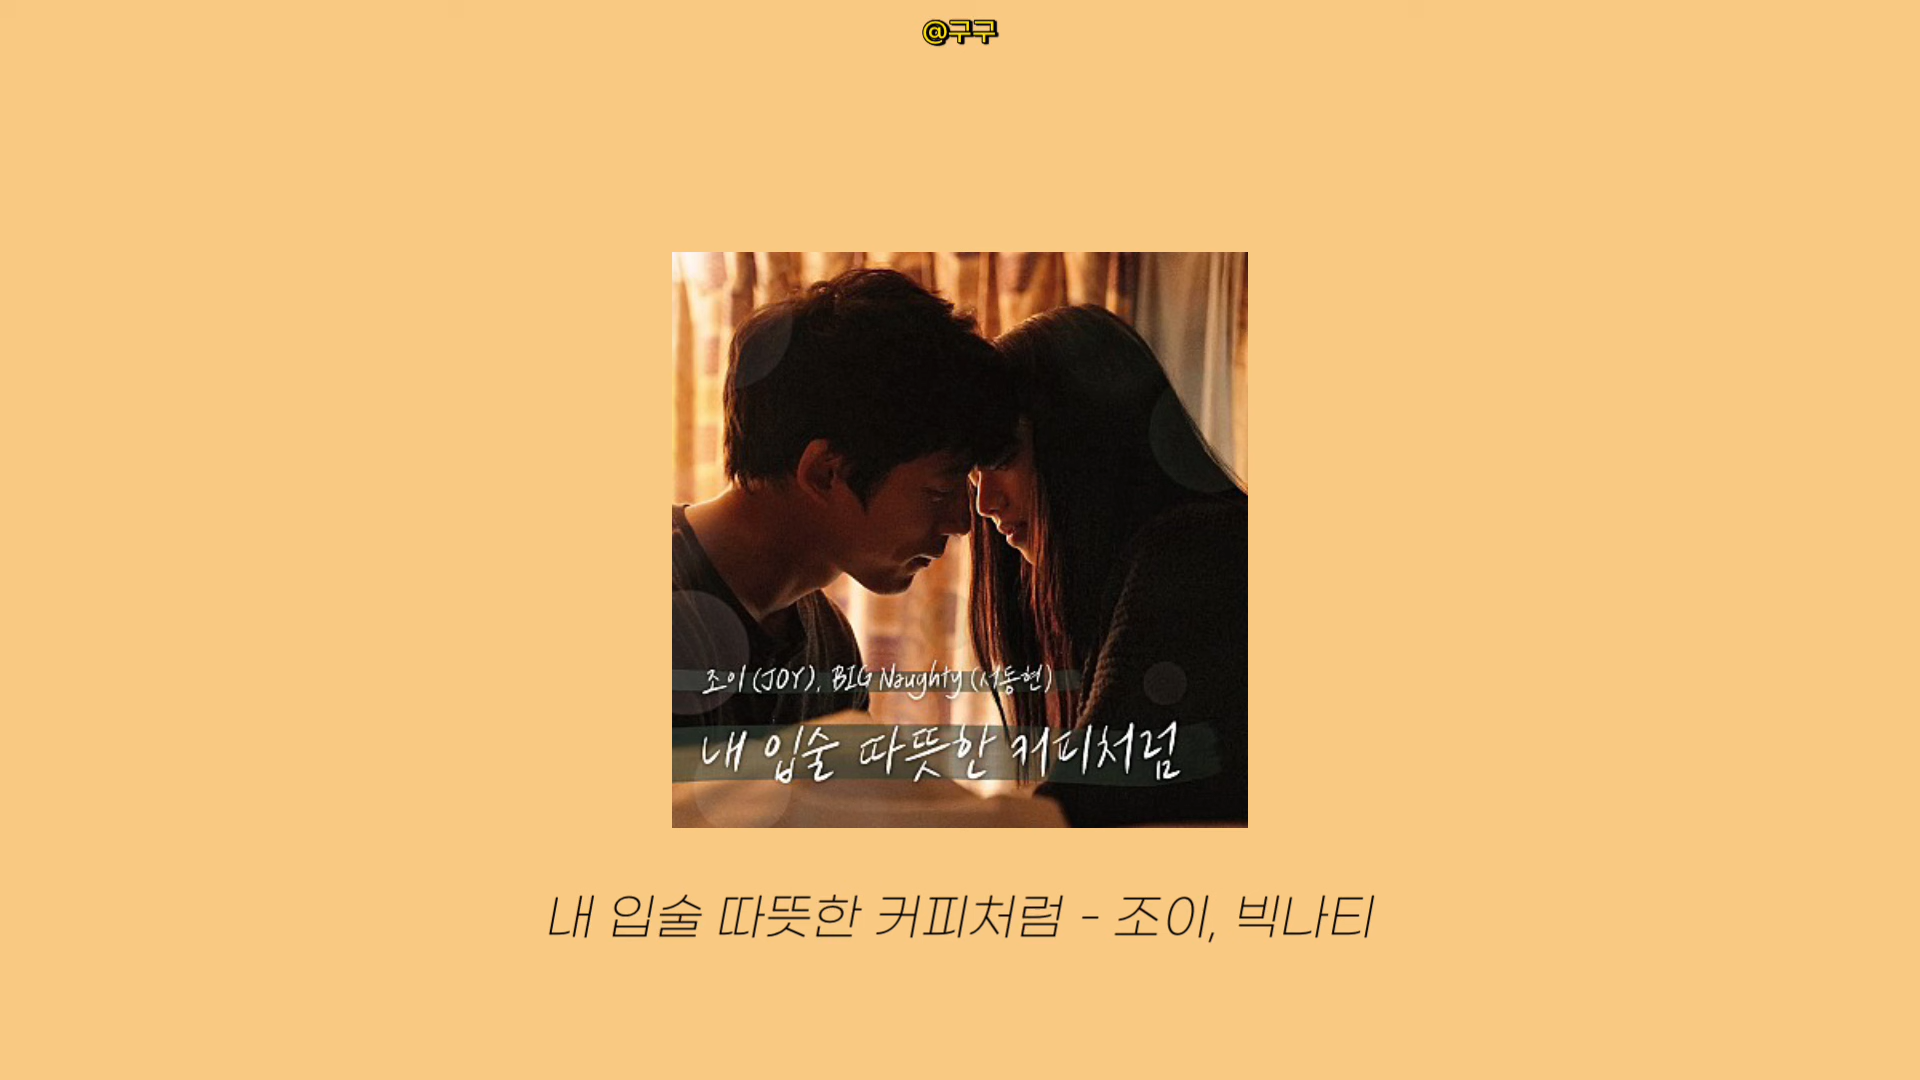 @구구
조이 (JOY), BIG Naughty (서동현)
내 입술 따뜻한 커피처럼
내 입술 따뜻한 커피처럼 - 조이, 빅나티